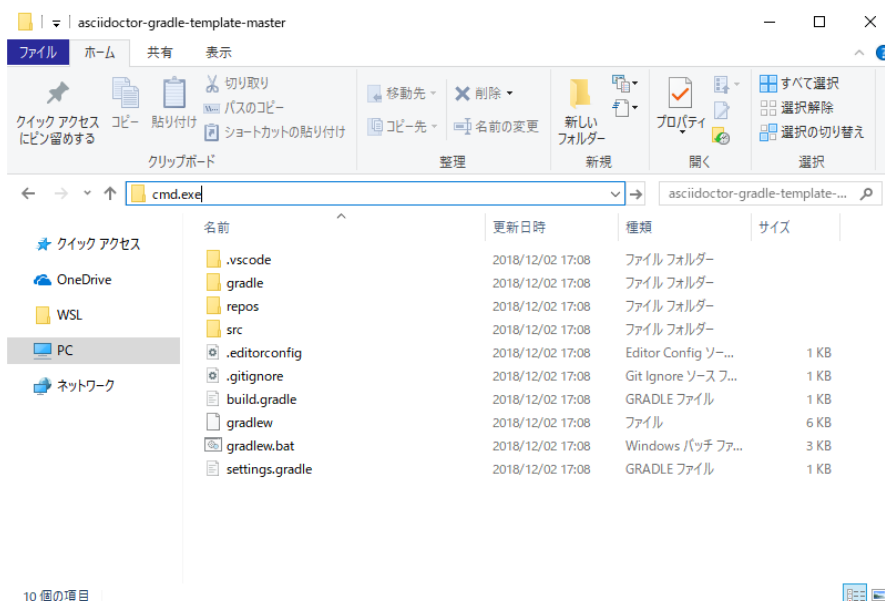 asciidoctor-gradle-template-master
ファイル ホーム 共有 表示
クイック アクセス
にピン留めする
コピー
貼り付け
切り取り
パスのコピー
ショートカットの貼り付け
クリップボード
移動先
コピー先
削除
名前の変更
整理
新しい
フォルダー
新規
プロパティ
開く
すべて選択
選択解除
選択の切り替え
選択
cmd.exe
asciidoctor-gradle-template-...
名前 更新日時 種類 サイズ
クイック アクセス
OneDrive
WSL
PC
ネットワーク
.vscode 2018/12/02 17:08 ファイル フォルダー
gradle 2018/12/02 17:08 ファイル フォルダー
repos 2018/12/02 17:08 ファイル フォルダー
src 2018/12/02 17:08 ファイル フォルダー
.editorconfig 2018/12/02 17:08 Editor Config ソー... 1 KB
.gitignore 2018/12/02 17:08 Git Ignore ソース フ... 1 KB
build.gradle 2018/12/02 17:08 GRADLE ファイル 1 KB
gradlew 2018/12/02 17:08 ファイル 6 KB
gradlew.bat 2018/12/02 17:08 Windows バッチ ファ... 3 KB
settings.gradle 2018/12/02 17:08 GRADLE ファイル 1 KB
10 個の項目